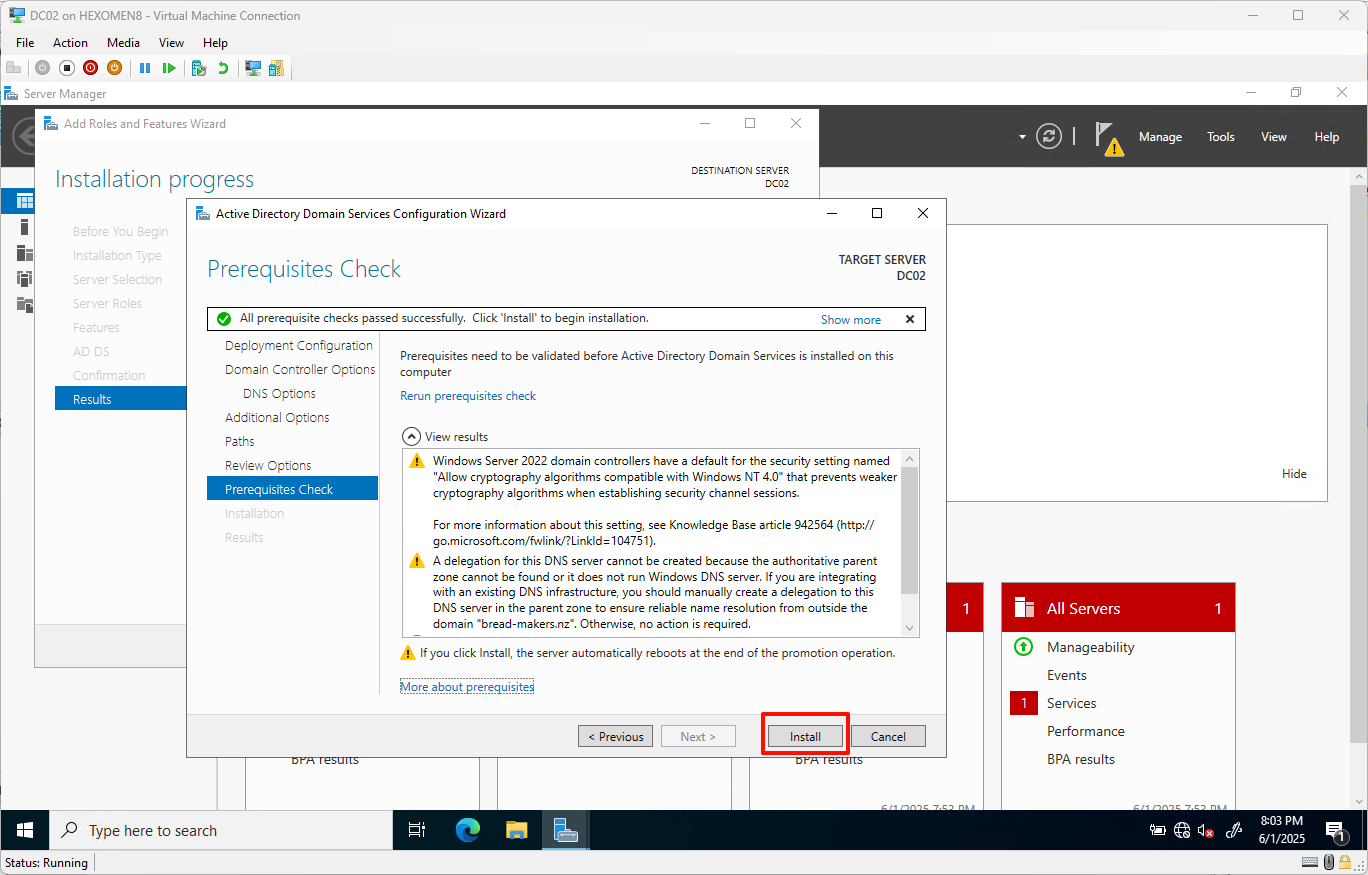 DC02 on HEXOMEN8 - Virtual Machine Connection
File Action Media View Help
Server Manager
Add Roles and Features Wizard
Manage Tools View Help
Installation progress
DESTINATION SERVER
DC02
Before You Begin
Installation Type
Server Selection
Server Roles
Features
AD DS
Confirmation
Results
Active Directory Domain Services Configuration Wizard
Prerequisites Check
TARGET SERVER
DC02
All prerequisite checks passed successfully. Click 'Install' to begin installation.
Show more
Deployment Configuration
Domain Controller Options
DNS Options
Additional Options
Paths
Review Options
Prerequisites Check
Installation
Results
Prerequisites need to be validated before Active Directory Domain Services is installed on this
computer
Rerun prerequisites check
View results
Windows Server 2022 domain controllers have a default for the security setting named
"Allow cryptography algorithms compatible with Windows NT 4.0" that prevents weaker
cryptography algorithms when establishing security channel sessions.
For more information about this setting, see Knowledge Base article 942564 (http://
go.microsoft.com/fwlink/?LinkId=104751).
A delegation for this DNS server cannot be created because the authoritative parent
zone cannot be found or it does not run Windows DNS server. If you are integrating
with an existing DNS infrastructure, you should manually create a delegation to this
DNS server in the parent zone to ensure reliable name resolution from outside the
domain "bread-makers.nz". Otherwise, no action is required.
If you click Install, the server automatically reboots at the end of the promotion operation.
More about prerequisites
< Previous Next > Install Cancel
Hide
1
All Servers 1
Manageability
Events
1 Services
Performance
BPA results
BPA results
BPA results
6/1/2025 7:53 PM
6/1/2025 7:53 PM
Type here to search
8:03 PM
6/1/2025
1
Status: Running